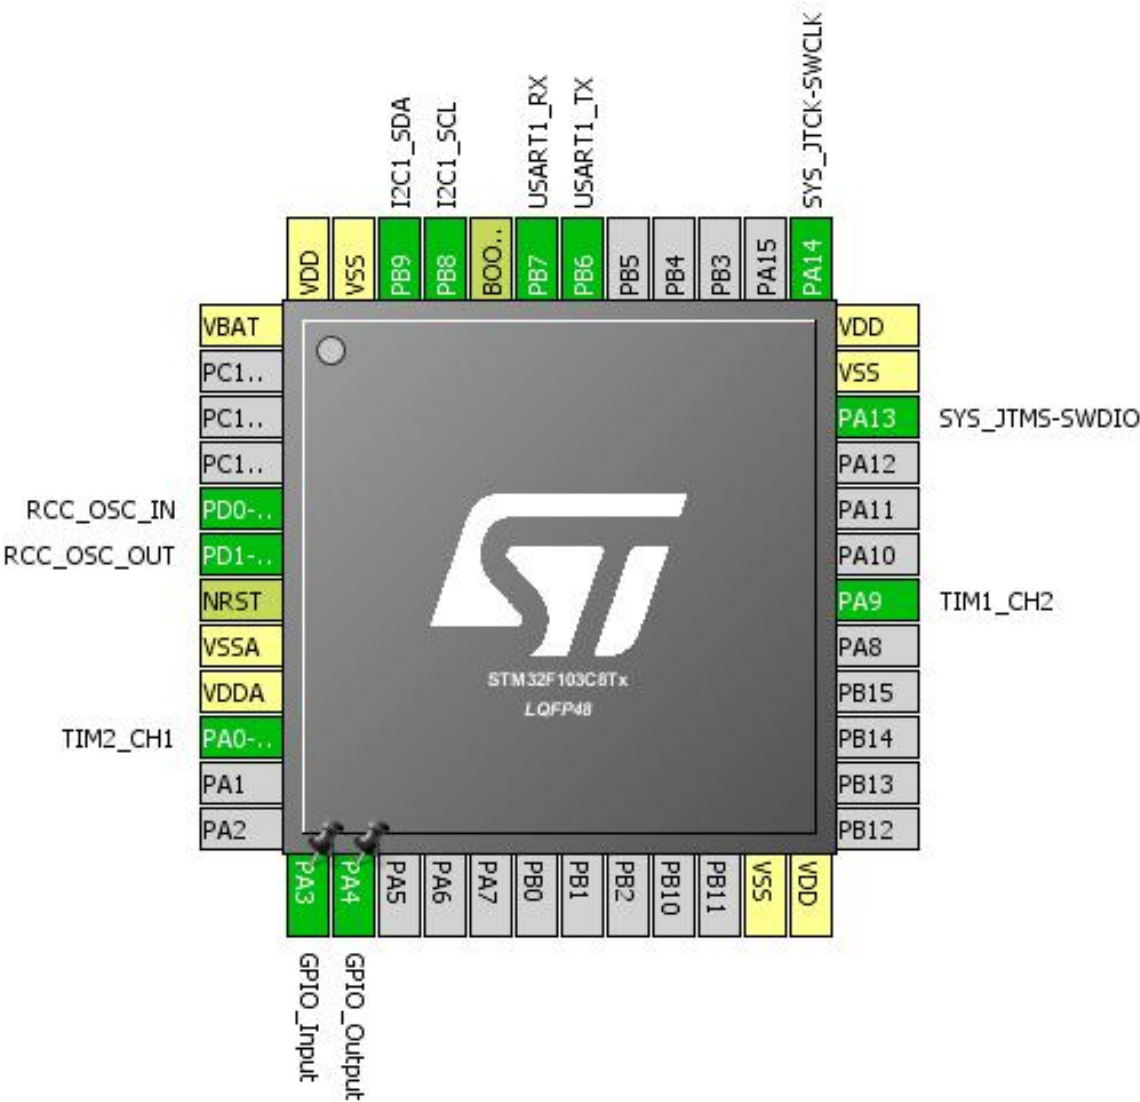 I2C1_SDA
I2C1_SCL
USART1_RX
USART1_TX
SYS_JTCK-SWCLK
VDD
VSS
PB9
PB8
BOO..
PB7
PB6
PB5
PB4
PB3
PA15
PA14
VBAT
PC1..
PC1..
PC1..
RCC_OSC_IN
PD0-..
RCC_OSC_OUT
PD1-..
NRST
VSSA
VDDA
TIM2_CH1
PA0-..
PA1
PA2
ST
STM32F103C8Tx
LQFP48
VDD
VSS
PA13
SYS_JTMS-SWDIO
PA12
PA11
PA10
PA9
TIM1_CH2
PA8
PB15
PB14
PB13
PB12
PA3
PA4
PA5
PA6
PA7
PB0
PB1
PB2
PB10
PB11
VSS
VDD
GPIO_Input
GPIO_Output